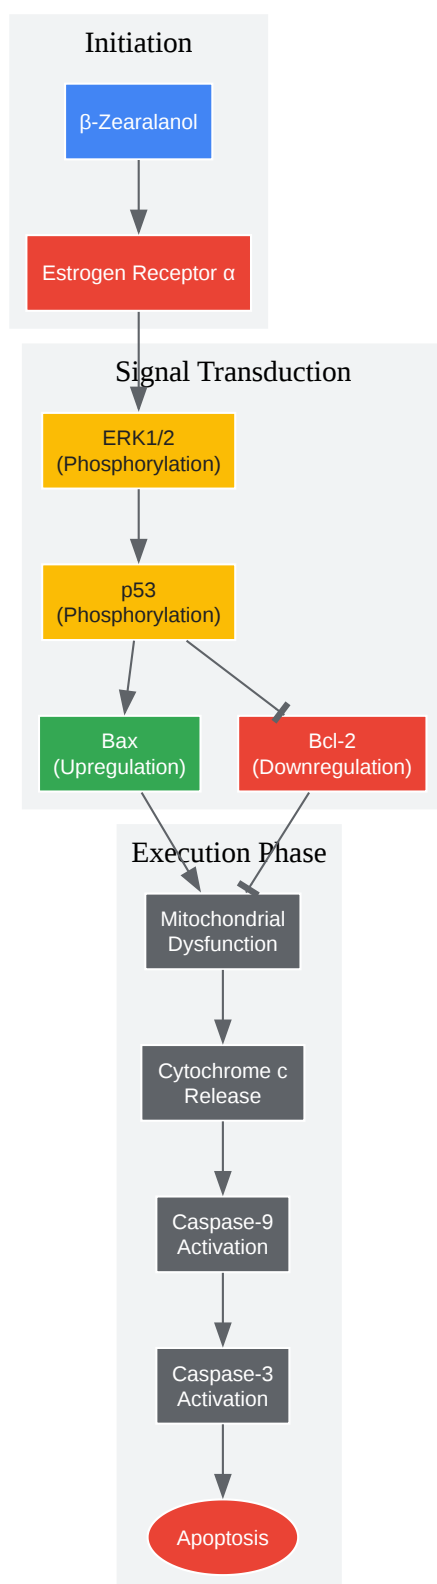 Initiation
β-Zearalanol
Estrogen Receptor α
Signal Transduction
ERK1/2
(Phosphorylation)
p53
(Phosphorylation)
Bax
(Upregulation)
Bcl-2
(Downregulation)
Execution Phase
Mitochondrial
Dysfunction
Cytochrome c
Release
Caspase-9
Activation
Caspase-3
Activation
Apoptosis